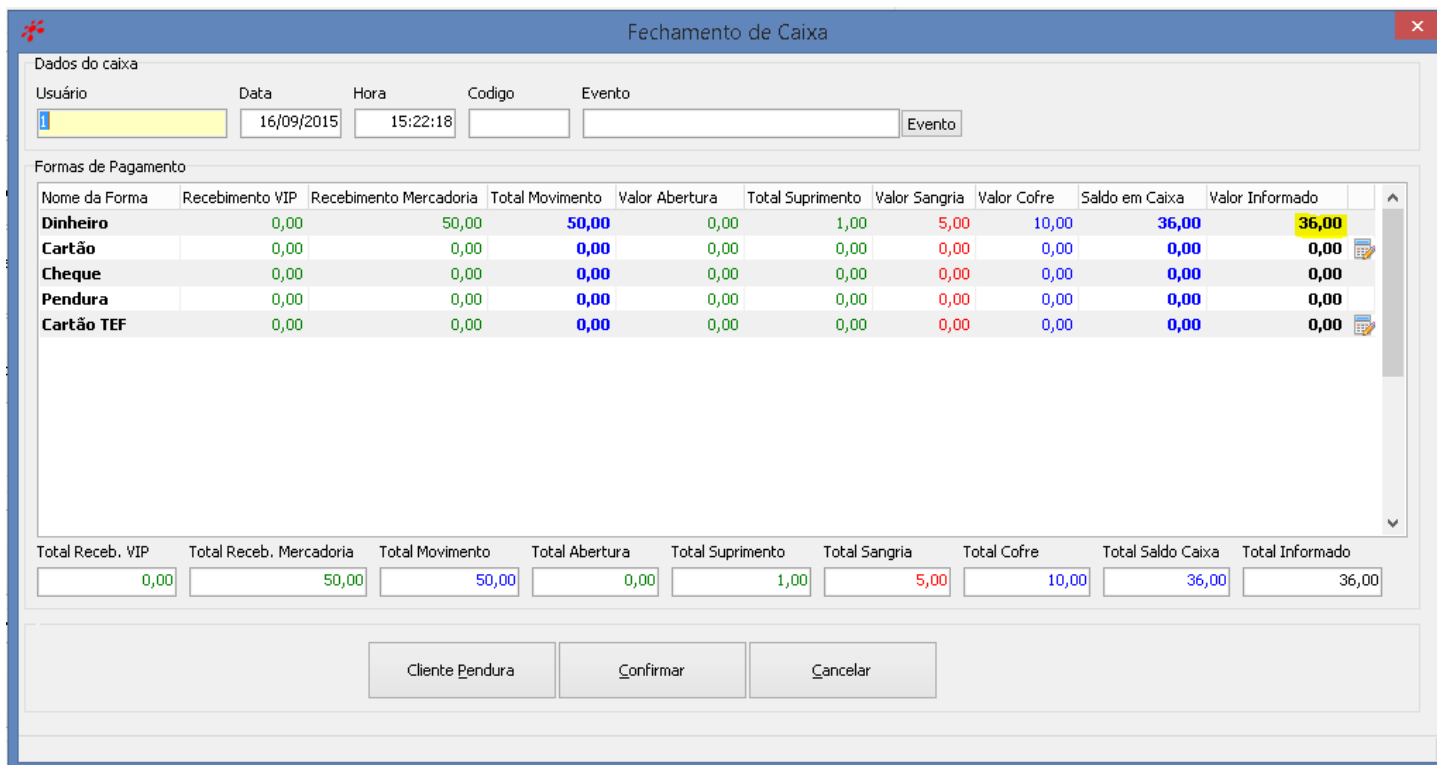 Fechamento de Caixa
Dados do caixa
Usuário Data Hora Codigo Evento
1 16/09/2015 15:22:18 Evento
Formas de Pagamento
Nome da Forma Recebimento VIP Recebimento Mercadoria Total Movimento Valor Abertura Total Suprimento Valor Sangria Valor Cofre Saldo em Caixa Valor Informado
Dinheiro 0,00 50,00 50,00 0,00 1,00 5,00 10,00 36,00 36,00
Cartão 0,00 0,00 0,00 0,00 0,00 0,00 0,00 0,00 0,00
Cheque 0,00 0,00 0,00 0,00 0,00 0,00 0,00 0,00 0,00
Pendura 0,00 0,00 0,00 0,00 0,00 0,00 0,00 0,00 0,00
Cartão TEF 0,00 0,00 0,00 0,00 0,00 0,00 0,00 0,00 0,00
Total Receb. VIP Total Receb. Mercadoria Total Movimento Total Abertura Total Suprimento Total Sangria Total Cofre Total Saldo Caixa Total Informado
0,00 50,00 50,00 0,00 1,00 5,00 10,00 36,00 36,00
Cliente Pendura Confirmar Cancelar